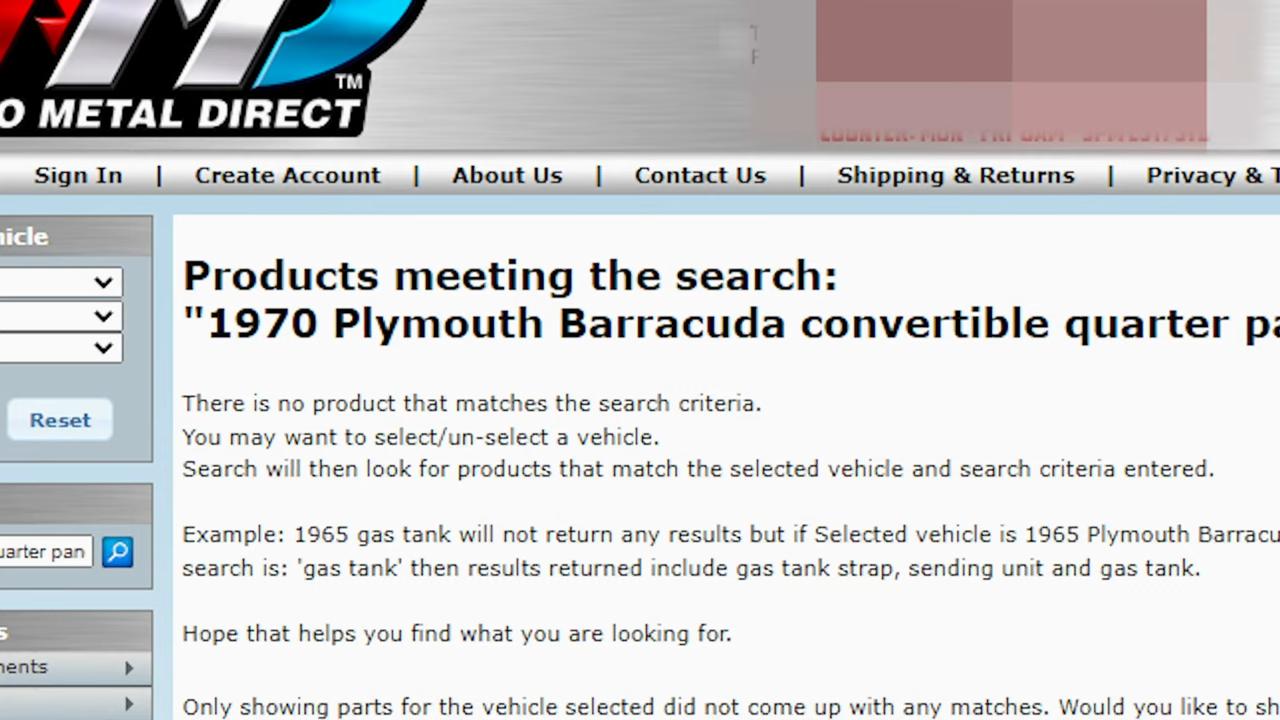 TM
METAL DIRECT
Sign In | Create Account | About Us | Contact Us | Shipping & Returns | Privacy &
Reset
Products meeting the search:
"1970 Plymouth Barracuda convertible quarter
There is no product that matches the search criteria.
You may want to select/un-select a vehicle.
Search will then look for products that match the selected vehicle and search criteria entered.
Example: 1965 gas tank will not return any results but if Selected vehicle is 1965 Plymouth Barracu
search is: 'gas tank' then results returned include gas tank strap, sending unit and gas tank.
Hope that helps you find what you are looking for.
Only showing parts for the vehicle selected did not come up with any matches. Would you like to sh